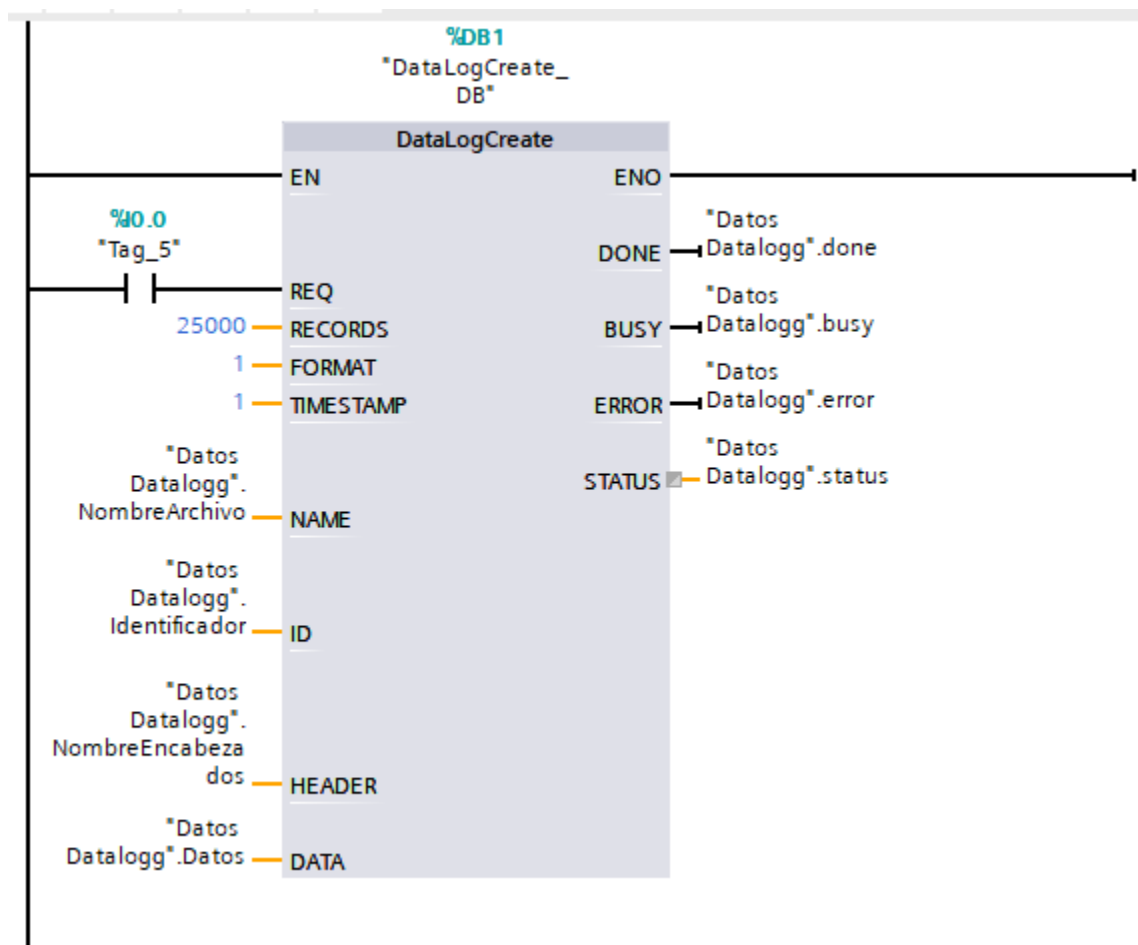 %DB1
"DataLogCreate_
DB"
DataLogCreate
EN
ENO
%I0.0
"Tag_5"
"Datos
Datalogg".done
DONE
REQ
"Datos
Datalogg".busy
25000
RECORDS
BUSY
1
FORMAT
"Datos
Datalogg".error
1
TIMESTAMP
ERROR
"Datos
Datalogg".
NombreArchivo
NAME
"Datos
Datalogg".status
STATUS
"Datos
Datalogg".
Identificador
ID
"Datos
Datalogg".
NombreEncabeza
dos
HEADER
"Datos
Datalogg".Datos
DATA